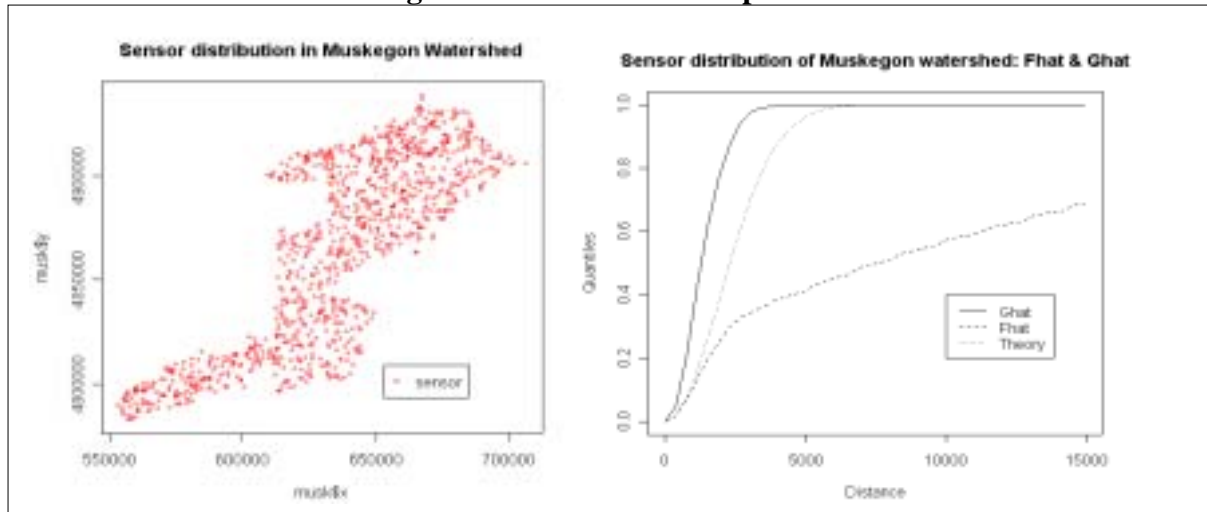 Sensor distribution in Muskegon Watershed
musk$y
4900000
4850000
4800000
sensor
550000
600000
650000
700000
musk$x
Sensor distribution of Muskegon watershed: Fhat & Ghat
Quantiles
1.0
0.8
0.6
0.4
0.2
0.0
Ghat
Fhat
Theory
0
5000
10000
15000
Distance